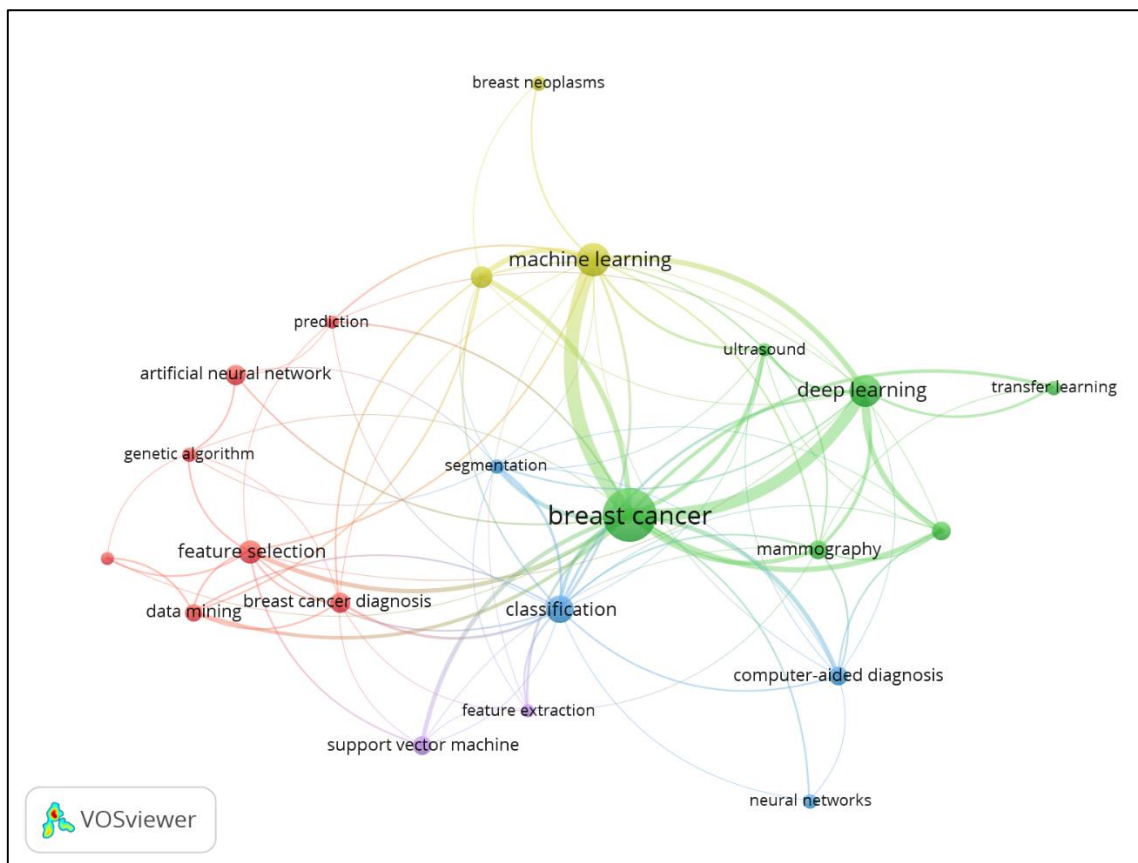 breast neoplasms
machine learning
prediction
ultrasound
artificial neural network
deep learning
transfer learning
genetic algorithm
segmentation
breast cancer
feature selection
mammography
data mining
breast cancer diagnosis
classification
computer-aided diagnosis
feature extraction
support vector machine
neural networks
VOSviewer